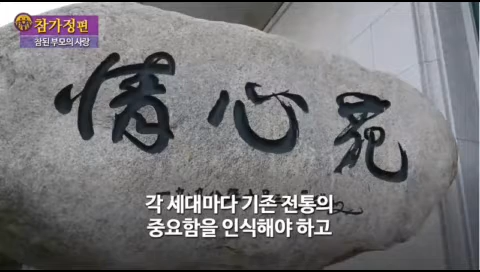 참가정편
참된 부모의 사랑
情心苑
각 세대마다 기존 전통의
중요함을 인식해야 하고